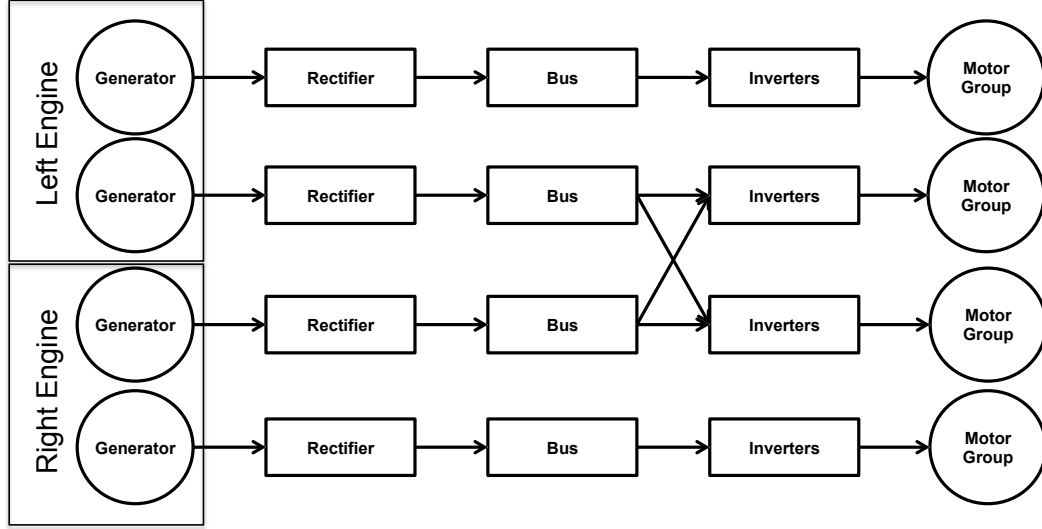 Left Engine
Generator
Rectifier
Bus
Inverters
Motor
Group
Generator
Rectifier
Bus
Inverters
Motor
Group
Right Engine
Generator
Rectifier
Bus
Inverters
Motor
Group
Generator
Rectifier
Bus
Inverters
Motor
Group